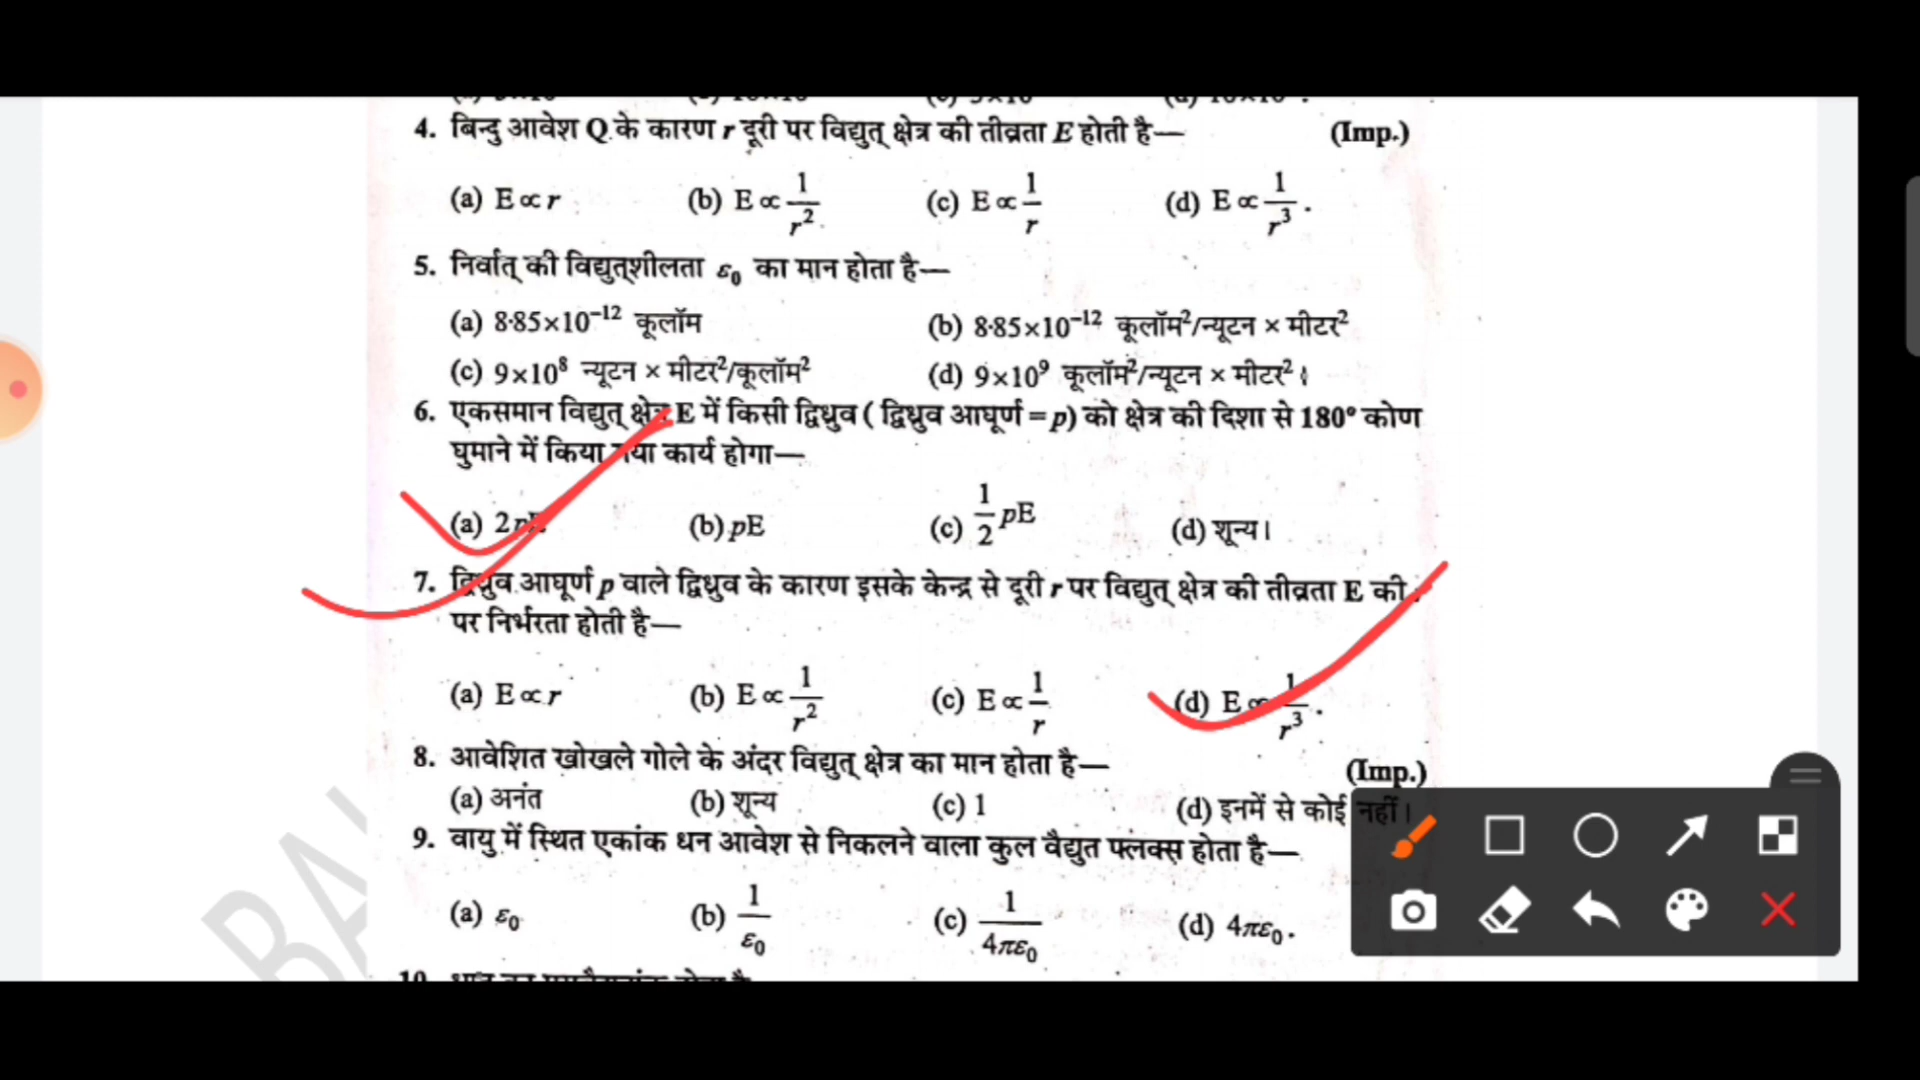 4. बिन्दु आवेश Q के कारण r दूरी पर विद्युत् क्षेत्र की तीव्रता E होती है— (Imp.)
(a) E ∝ r (b) E ∝ 1/r² (c) E ∝ 1/r (d) E ∝ 1/r³.
5. निर्वात् की विद्युत्शीलता ε₀ का मान होता है—
(a) 8·85×10⁻¹² कूलॉम (b) 8·85×10⁻¹² कूलॉम²/न्यूटन × मीटर²
(c) 9×10⁸ न्यूटन × मीटर²/कूलॉम² (d) 9×10⁹ कूलॉम²/न्यूटन × मीटर²।
6. एकसमान विद्युत् क्षेत्र E में किसी द्विध्रुव ( द्विध्रुव आघूर्ण = p) को क्षेत्र की दिशा से 180° कोण
घुमाने में किया गया कार्य होगा—
(a) 2pE (b) pE (c) 1/2 pE (d) शून्य।
7. द्विध्रुव आघूर्ण p वाले द्विध्रुव के कारण इसके केन्द्र से दूरी r पर विद्युत् क्षेत्र की तीव्रता E की
पर निर्भरता होती है—
(a) E ∝ r (b) E ∝ 1/r² (c) E ∝ 1/r (d) E ∝ 1/r³.
8. आवेशित खोखले गोले के अंदर विद्युत् क्षेत्र का मान होता है— (Imp.)
(a) अनंत (b) शून्य (c) 1 (d) इनमें से कोई नहीं।
9. वायु में स्थित एकांक धन आवेश से निकलने वाला कुल वैद्युत फ्लक्स होता है—
(a) ε₀ (b) 1/ε₀ (c) 1/4πε₀ (d) 4πε₀.